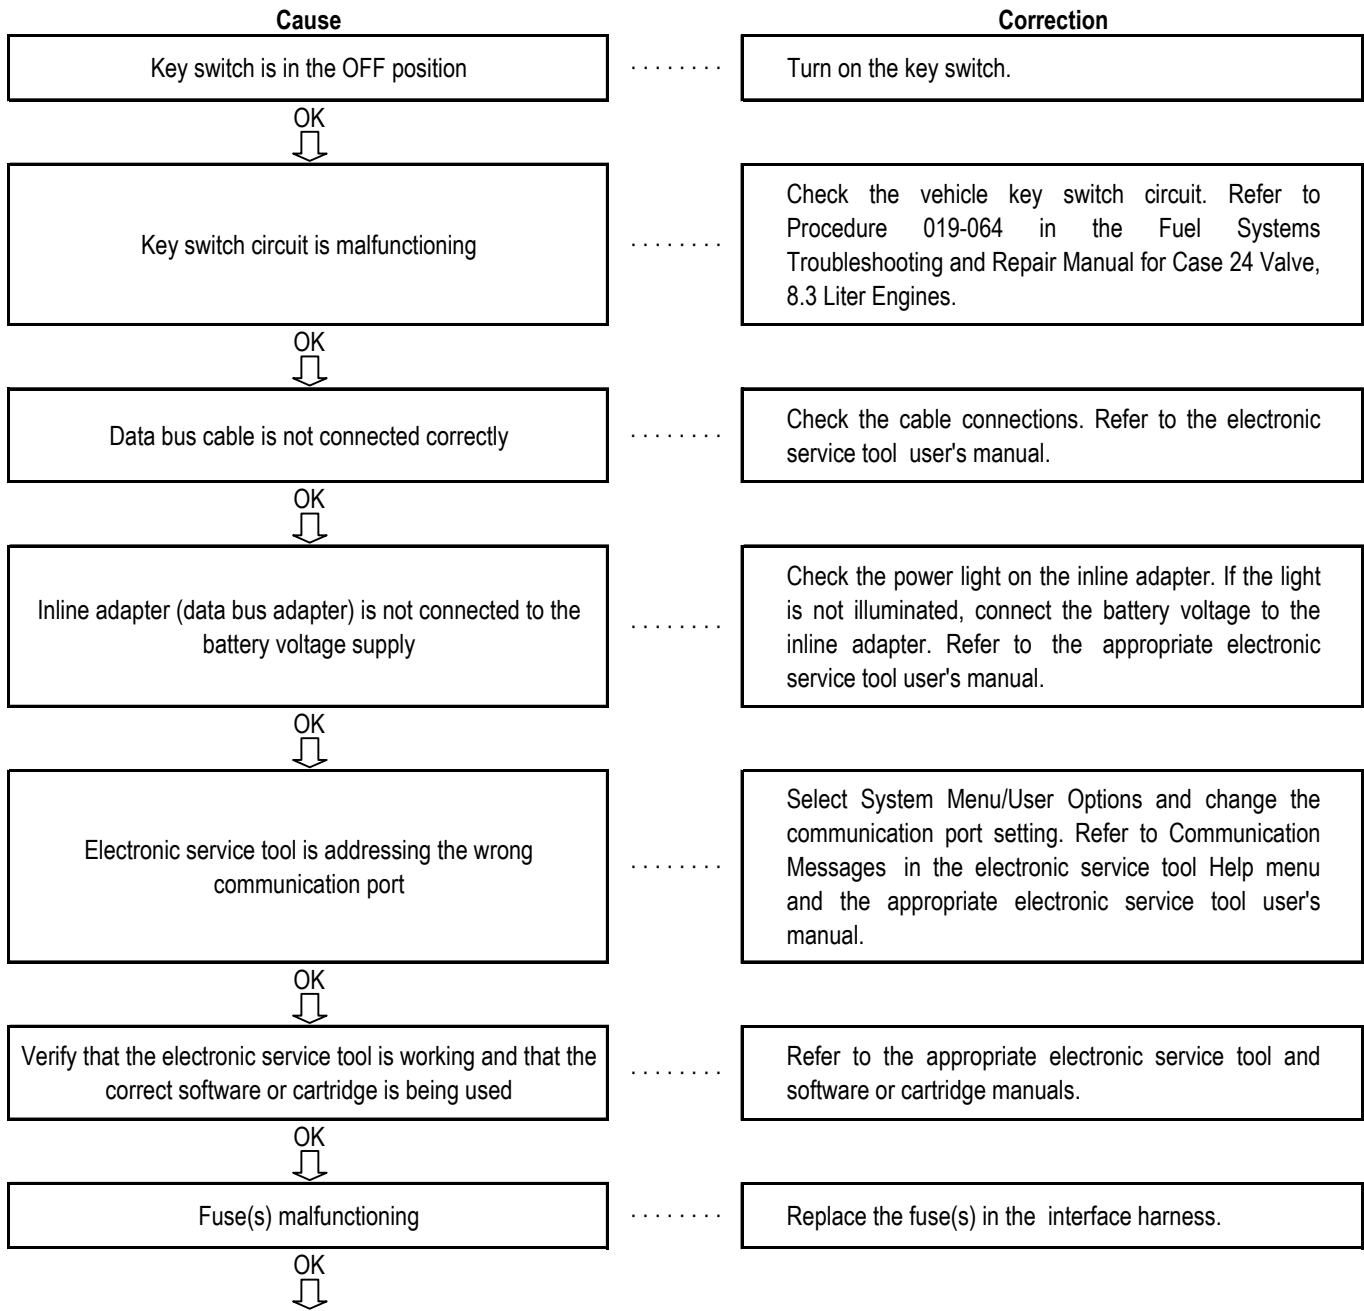 Cause
Correction
Key switch is in the OFF position
. . . . . . . .
Turn on the key switch.
OK
Key switch circuit is malfunctioning
. . . . . . . .
Check the vehicle key switch circuit. Refer to
Procedure 019-064 in the Fuel Systems
Troubleshooting and Repair Manual for Case 24 Valve,
8.3 Liter Engines.
OK
Data bus cable is not connected correctly
. . . . . . . .
Check the cable connections. Refer to the electronic
service tool user's manual.
OK
Inline adapter (data bus adapter) is not connected to the
battery voltage supply
. . . . . . . .
Check the power light on the inline adapter. If the light
is not illuminated, connect the battery voltage to the
inline adapter. Refer to the appropriate electronic
service tool user's manual.
OK
Electronic service tool is addressing the wrong
communication port
. . . . . . . .
Select System Menu/User Options and change the
communication port setting. Refer to Communication
Messages in the electronic service tool Help menu
and the appropriate electronic service tool user's
manual.
OK
Verify that the electronic service tool is working and that the
correct software or cartridge is being used
. . . . . . . .
Refer to the appropriate electronic service tool and
software or cartridge manuals.
OK
Fuse(s) malfunctioning
. . . . . . . .
Replace the fuse(s) in the interface harness.
OK